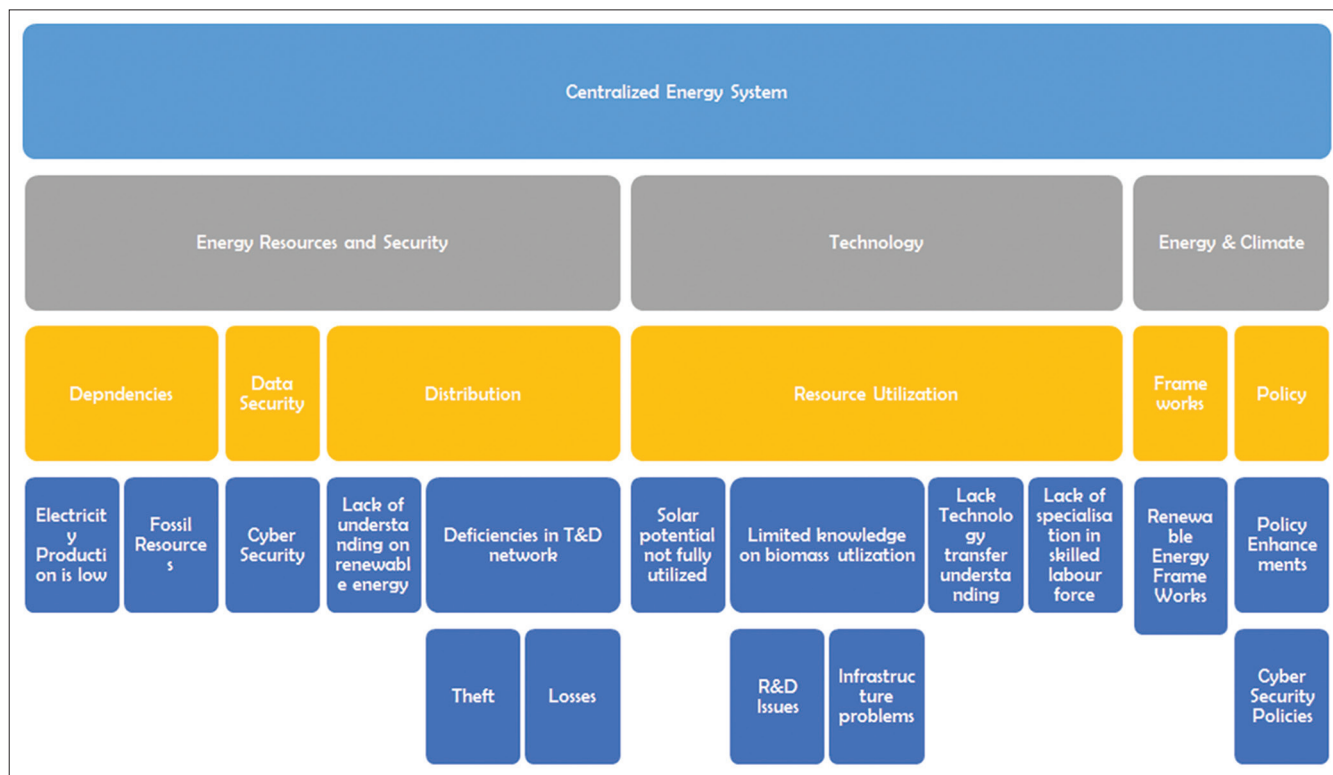 Centralized Energy System
Energy Resources and Security
Technology
Energy & Climate
Depndencies
Data
Security
Distribution
Resource Utilization
Frame
works
Policy
Electricit
y
Producti
on is low
Fossil
Resource
s
Cyber
Security
Lack of
understa
nding on
renewabl
e energy
Deficiencies in T&D
network
Solar
potential
not fully
utilized
Limited knowledge
on biomass utlization
Lack
Technolo
gy
transfer
understa
nding
Lack of
specialisa
tion in
skilled
labour
force
Renewa
ble
Energy
Frame
Works
Policy
Enhance
ments
Theft
Losses
R&D
Issues
Infrastruc
ture
problems
Cyber
Security
Policies